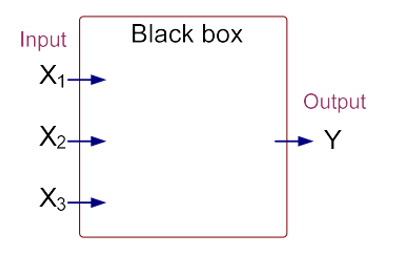 Black box
Input
X₁
X₂
X₃
Output
Y